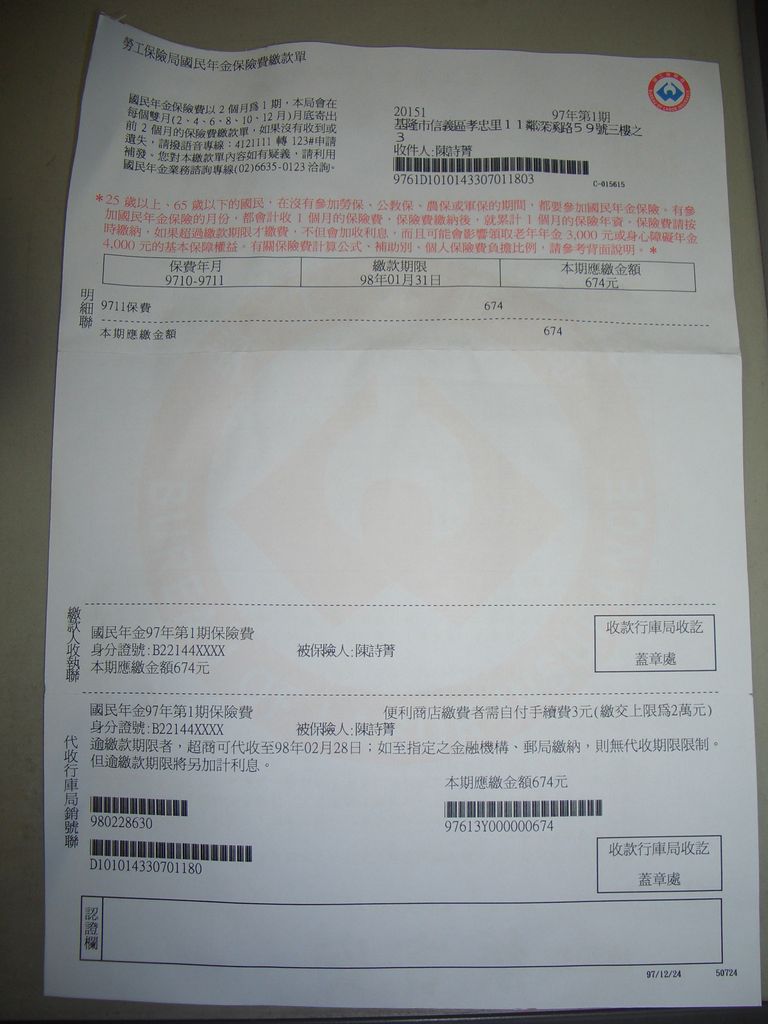 勞工保險局國民年金保險費繳款單
國民年金保險費以 2 個月為 1 期，本局會在
每個雙月(2、4、6、8、10、12 月)月底寄出
前 2 個月的保險費繳款單，如果沒有收到或
遺失，請撥語音專線：4121111 轉 123#申請
補發。您對本繳款單內容如有疑義，請利用
國民年金業務諮詢專線(02)6635-0123 洽詢。
20151 97年第1期
基隆市信義區孝忠里１１鄰深溪路５９號三樓之
3
收件人:陳詩菁
9761D1010143307011803
C-015615
*25 歲以上、65 歲以下的國民，在沒有參加勞保、公教保、農保或軍保的期間，都要參加國民年金保險。有參
加國民年金保險的月份，都會計收 1 個月的保險費，保險費繳納後，就累計 1 個月的保險年資。保險費請按
時繳納，如果超過繳款期限才繳費，不但會加收利息，而且可能會影響領取老年年金 3,000 元或身心障礙年金
4,000 元的基本保障權益。有關保險費計算公式、補助別、個人保險費負擔比例，請參考背面說明。*
保費年月 繳款期限 本期應繳金額
9710-9711 98年01月31日 674元
明細聯
9711保費 674
本期應繳金額 674
繳款人收執聯
國民年金97年第1期保險費
身分證號:B22144XXXX 被保險人:陳詩菁
本期應繳金額674元
收款行庫局收訖
蓋章處
代收行庫局銷號聯
國民年金97年第1期保險費 便利商店繳費者需自付手續費3元(繳交上限為2萬元)
身分證號:B22144XXXX 被保險人:陳詩菁
逾繳款期限者，超商可代收至98年02月28日；如至指定之金融機構、郵局繳納，則無代收期限限制。
但逾繳款期限將另加計利息。
本期應繳金額674元
980228630
97613Y000000674
D101014330701180
收款行庫局收訖
蓋章處
認證欄
97/12/24 50724